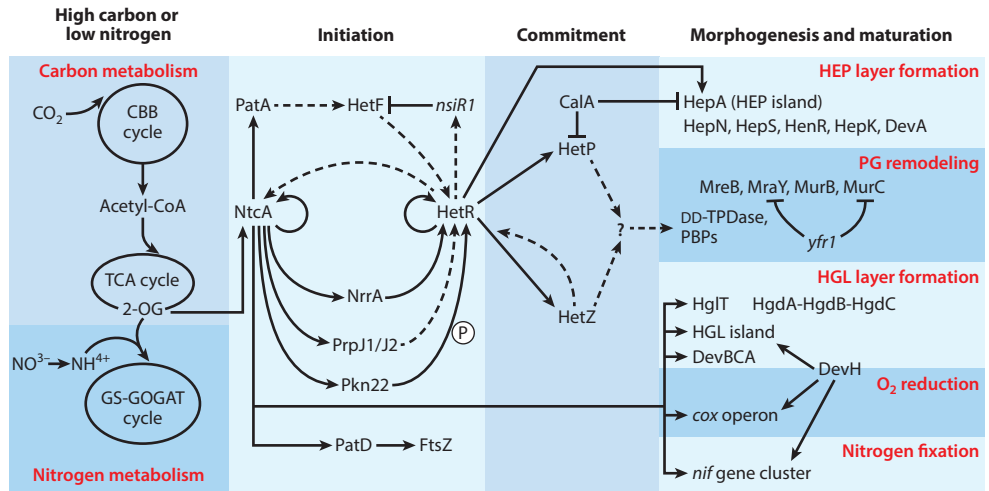 High carbon or
low nitrogen
Initiation
Commitment
Morphogenesis and maturation
Carbon metabolism
CO2
CBB
cycle
Acetyl-CoA
TCA cycle
2-OG
NO3–
NH4+
GS-GOGAT
cycle
Nitrogen metabolism
PatA
HetF
nsiR1
NtcA
HetR
NrrA
PrpJ1/J2
P
Pkn22
PatD
FtsZ
CalA
HetP
?
HetZ
HEP layer formation
HepA (HEP island)
HepN, HepS, HenR, HepK, DevA
PG remodeling
MreB, MraY, MurB, MurC
DD-TPDase,
PBPs
yfr1
HGL layer formation
HglT
HgdA-HgdB-HgdC
HGL island
DevBCA
DevH
O2 reduction
cox operon
Nitrogen fixation
nif gene cluster